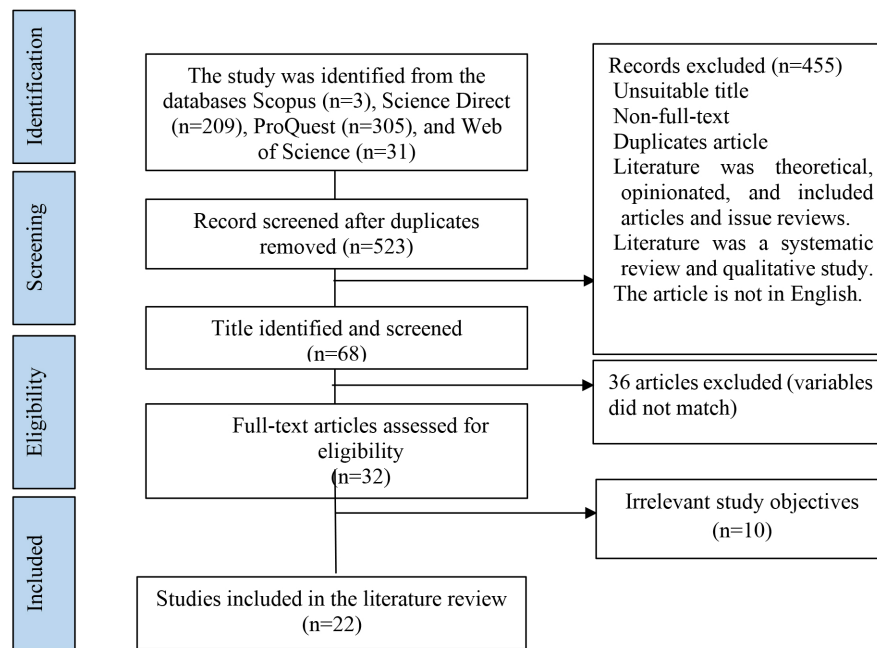 Identification
The study was identified from the
databases Scopus (n=3), Science Direct
(n=209), ProQuest (n=305), and Web
of Science (n=31)
Records excluded (n=455)
Unsuitable title
Non-full-text
Duplicates article
Literature was theoretical,
opinionated, and included
articles and issue reviews.
Literature was a systematic
review and qualitative study.
The article is not in English.
Screening
Record screened after duplicates
removed (n=523)
Title identified and screened
(n=68)
Eligibility
36 articles excluded (variables
did not match)
Full-text articles assessed for
eligibility
(n=32)
Irrelevant study objectives
(n=10)
Included
Studies included in the literature review
(n=22)